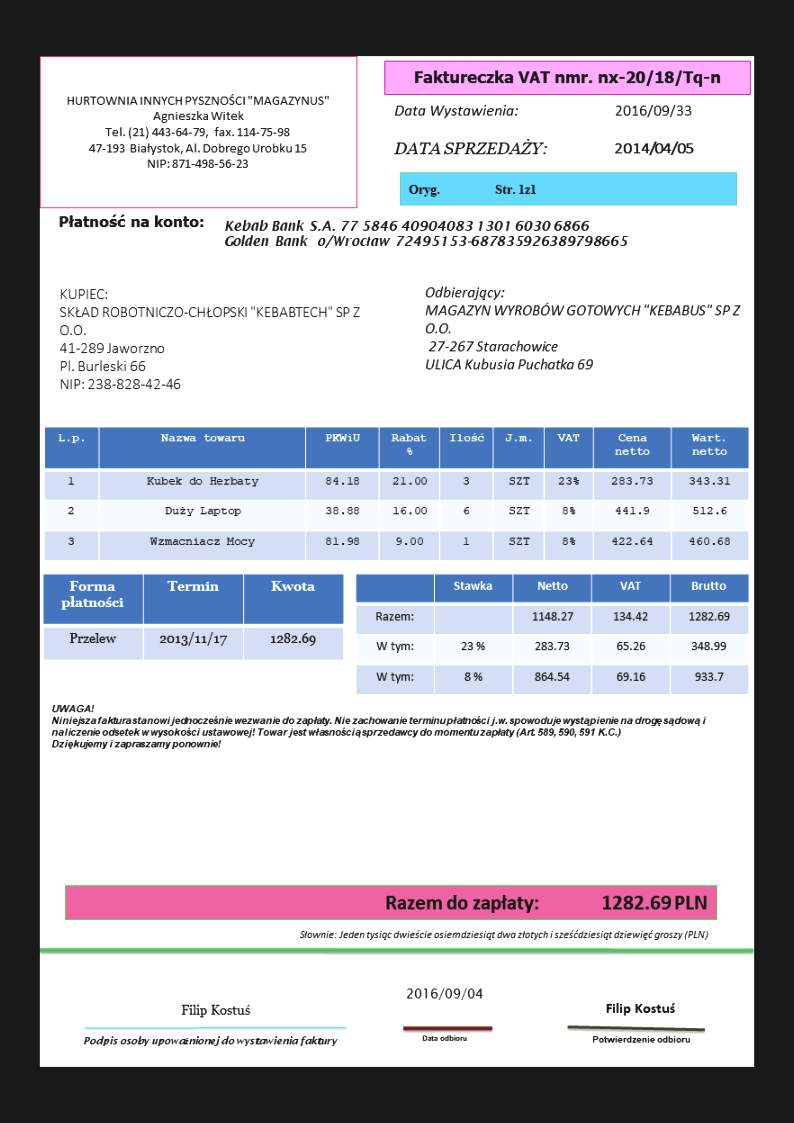 HURTOWNIA INNYCH PYSZNOŚCI "MAGAZYNUS"
Agnieszka Witek
Tel. (21) 443-64-79, fax. 114-75-98
47-193 Białystok, Al. Dobrego Urobku 15
NIP: 871-498-56-23
Faktureczka VAT nmr. nx-20/18/Tq-n
Data Wystawienia: 2016/09/33
DATA SPRZEDAŻY: 2014/04/05
Oryg. Str. 1z1
Płatność na konto: Kebab Bank S.A. 77 5846 40904083 1301 6030 6866
Golden Bank o/Wrocław 72495153-687835926389798665
KUPIEC:
SKŁAD ROBOTNICZO-CHŁOPSKI "KEBABTECH" SP Z
O.O.
41-289 Jaworzno
Pl. Burleski 66
NIP: 238-828-42-46
Odbierający:
MAGAZYN WYROBÓW GOTOWYCH "KEBABUS" SP Z
O.O.
27-267 Starachowice
ULICA Kubusia Puchatka 69
L.p. Nazwa towaru PKWiU Rabat % Ilość J.m. VAT Cena netto Wart. netto
1 Kubek do Herbaty 84.18 21.00 3 SZT 23% 283.73 343.31
2 Duży Laptop 38.88 16.00 6 SZT 8% 441.9 512.6
3 Wzmacniacz Mocy 81.98 9.00 1 SZT 8% 422.64 460.68
Forma płatności Termin Kwota
Przelew 2013/11/17 1282.69
Stawka Netto VAT Brutto
Razem: 1148.27 134.42 1282.69
W tym: 23 % 283.73 65.26 348.99
W tym: 8 % 864.54 69.16 933.7
UWAGA!
Niniejsza faktura stanowi jednocześnie wezwanie do zapłaty. Nie zachowanie terminu płatności j.w. spowoduje wystąpienie na drogę sądową i
naliczenie odsetek w wysokości ustawowej! Towar jest własnością sprzedawcy do momentu zapłaty (Art. 589, 590, 591 K.C.)
Dziękujemy i zapraszamy ponownie!
Razem do zapłaty: 1282.69 PLN
Słownie: Jeden tysiąc dwieście osiemdziesiąt dwa złotych i sześćdziesiąt dziewięć groszy (PLN)
Filip Kostuś
Podpis osoby upoważnionej do wystawienia faktury
2016/09/04
Data odbioru
Filip Kostuś
Potwierdzenie odbioru